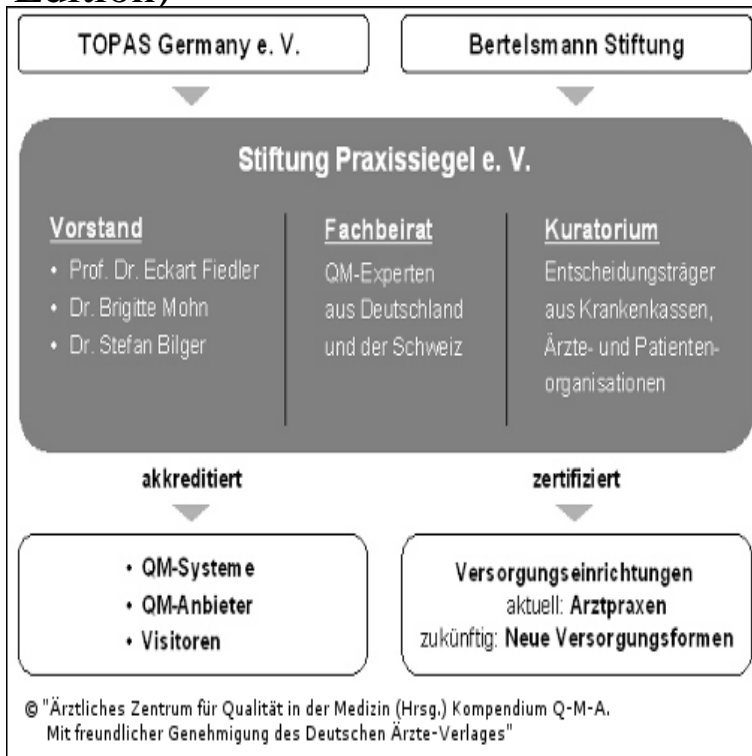 Edition)
TOPAS Germany e. V.
Bertelsmann Stiftung
Stiftung Praxissiegel e. V.
Vorstand
• Prof. Dr. Eckart Fiedler
• Dr. Brigitte Mohn
• Dr. Stefan Bilger
Fachbeirat
QM-Experten
aus Deutschland
und der Schweiz
Kuratorium
Entscheidungsträger
aus Krankenkassen,
Ärzte- und Patienten-
organisationen
akkreditiert
zertifiziert
• QM-Systeme
• QM-Anbieter
• Visitoren
Versorgungseinrichtungen
aktuell: Arztpraxen
zukünftig: Neue Versorgungsformen
© "Ärztliches Zentrum für Qualität in der Medizin (Hrsg.) Kompendium Q-M-A.
Mit freundlicher Genehmigung des Deutschen Ärzte-Verlages"